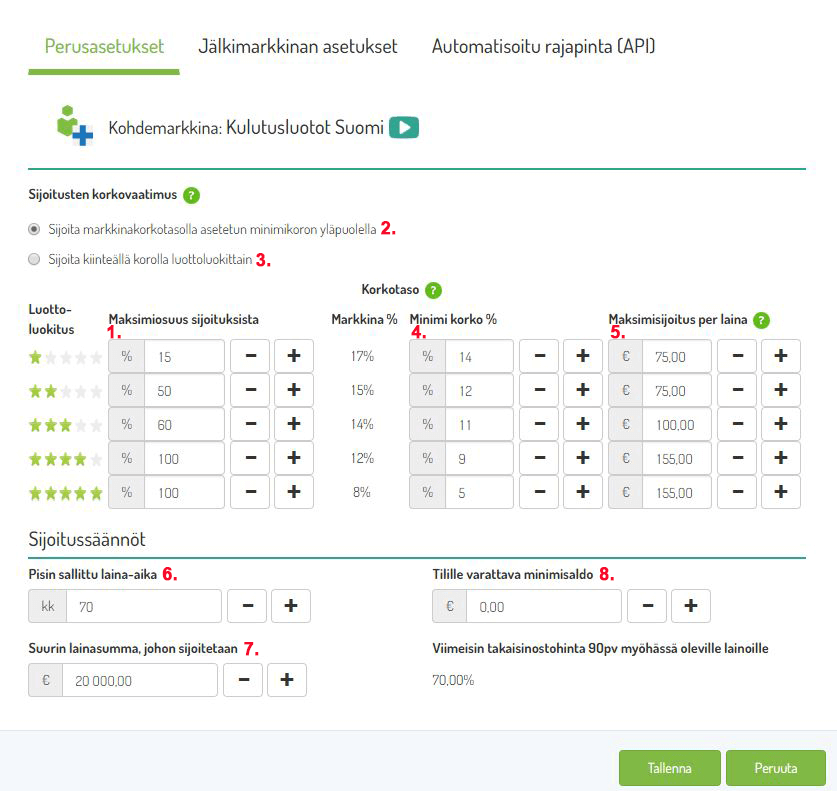 Perusasetukset Jälkimarkkinan asetukset Automatisoitu rajapinta (API)
Kohdemarkkina: Kulutusluotot Suomi
Sijoitusten korkovaatimus ?
Sijoita markkinakorkotasolla asetetun minimikoron yläpuolella 2.
Sijoita kiinteällä korolla luottoluokittain 3.
Korkotaso ?
Luotto-
luokitus Maksimiosuus sijoituksista Markkina % Minimi korko % Maksimisijoitus per laina ?
1. 4. 5.
% 15 − + 17% % 14 − + € 75,00 − +
% 50 − + 15% % 12 − + € 75,00 − +
% 60 − + 14% % 11 − + € 100,00 − +
% 100 − + 12% % 9 − + € 155,00 − +
% 100 − + 8% % 5 − + € 155,00 − +
Sijoitussäännöt
Pisin sallittu laina-aika 6. Tilille varattava minimisaldo 8.
kk 70 − + € 0,00 − +
Suurin lainasumma, johon sijoitetaan 7. Viimeisin takaisinostohinta 90pv myöhässä oleville lainoille
€ 20 000,00 − + 70,00%
Tallenna Peruuta